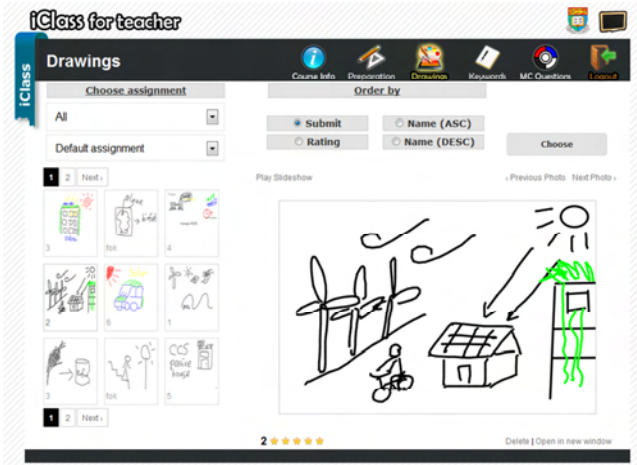 iClass for teacher
iClass
Drawings
Course Info
Preparation
Drawings
Keywords
MC Questions
Logout
Choose assignment
Order by
All
Default assignment
Submit
Name (ASC)
Rating
Name (DESC)
Choose
1 2 Next ›
Play Slideshow
‹ Previous Photo Next Photo ›
3
fok
4
2
6
1
CCS
3
fok
5
1 2 Next ›
2
Delete | Open in new window